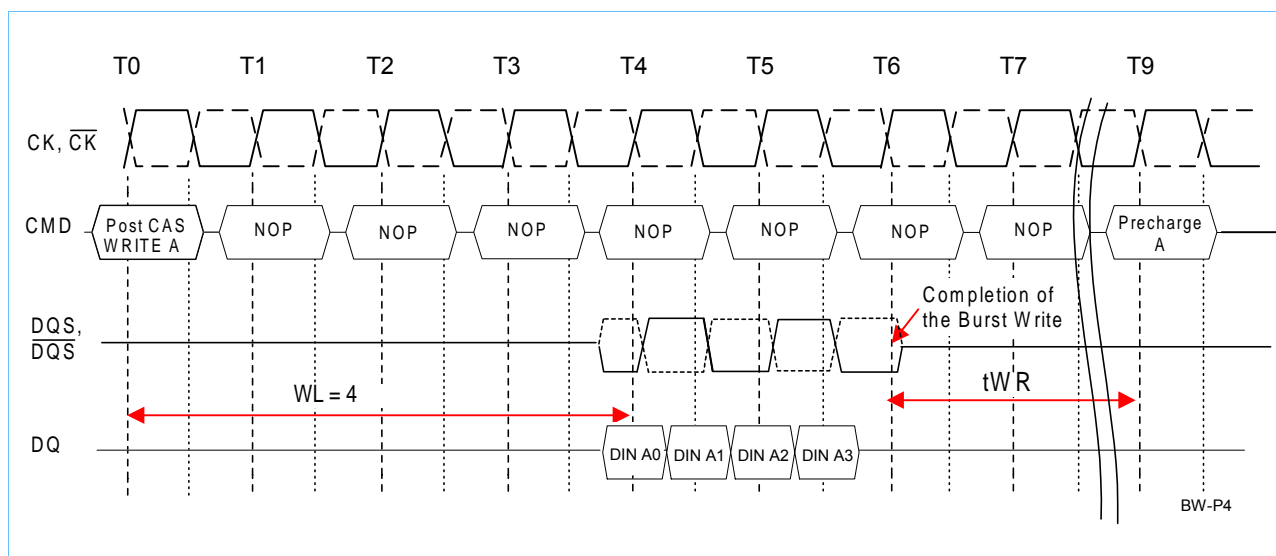 T0 T1 T2 T3 T4 T5 T6 T7 T9
CK, CK
CMD
Post CAS
WRITE A
NOP NOP NOP NOP NOP NOP NOP
Precharge
A
Completion of
the Burst Write
DQS,
DQS
WL = 4
tWR
DQ
DIN A0 DIN A1 DIN A2 DIN A3
BW-P4